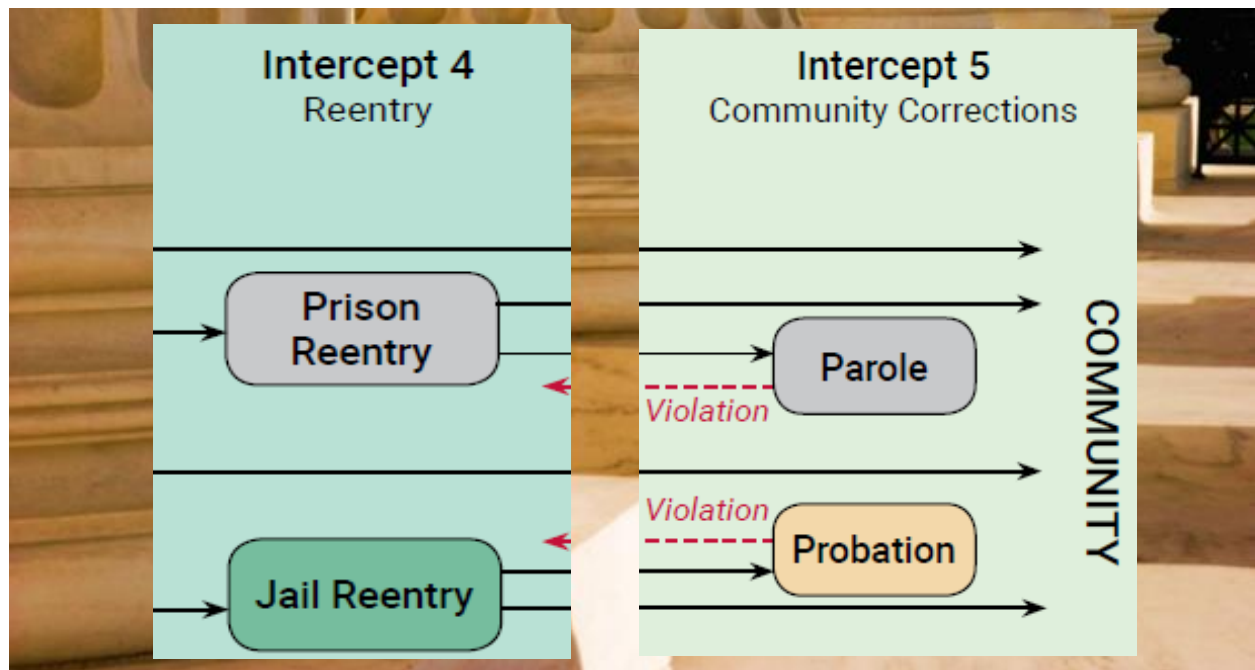 Intercept 4
Reentry
Prison
Reentry
Jail Reentry
Intercept 5
Community Corrections
Parole
Violation
Violation
Probation
COMMUNITY